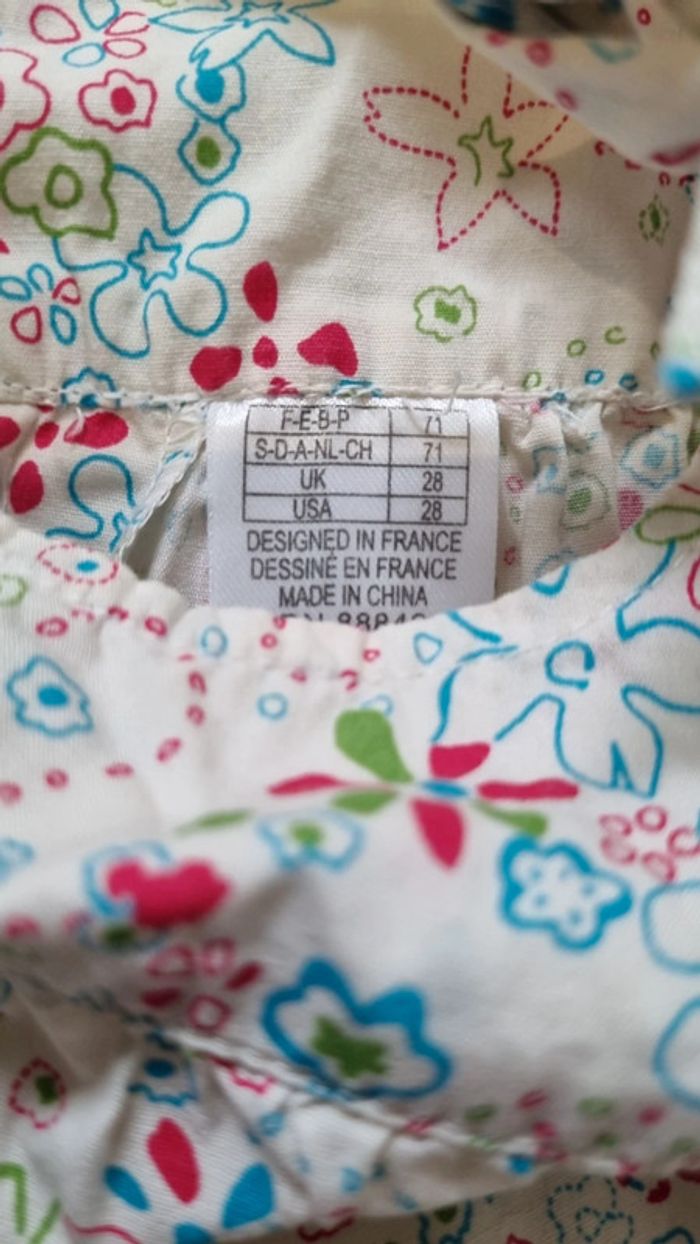 F-E-B-P 71
S-D-A-NL-CH 71
UK 28
USA 28
DESIGNED IN FRANCE
DESSINÉ EN FRANCE
MADE IN CHINA